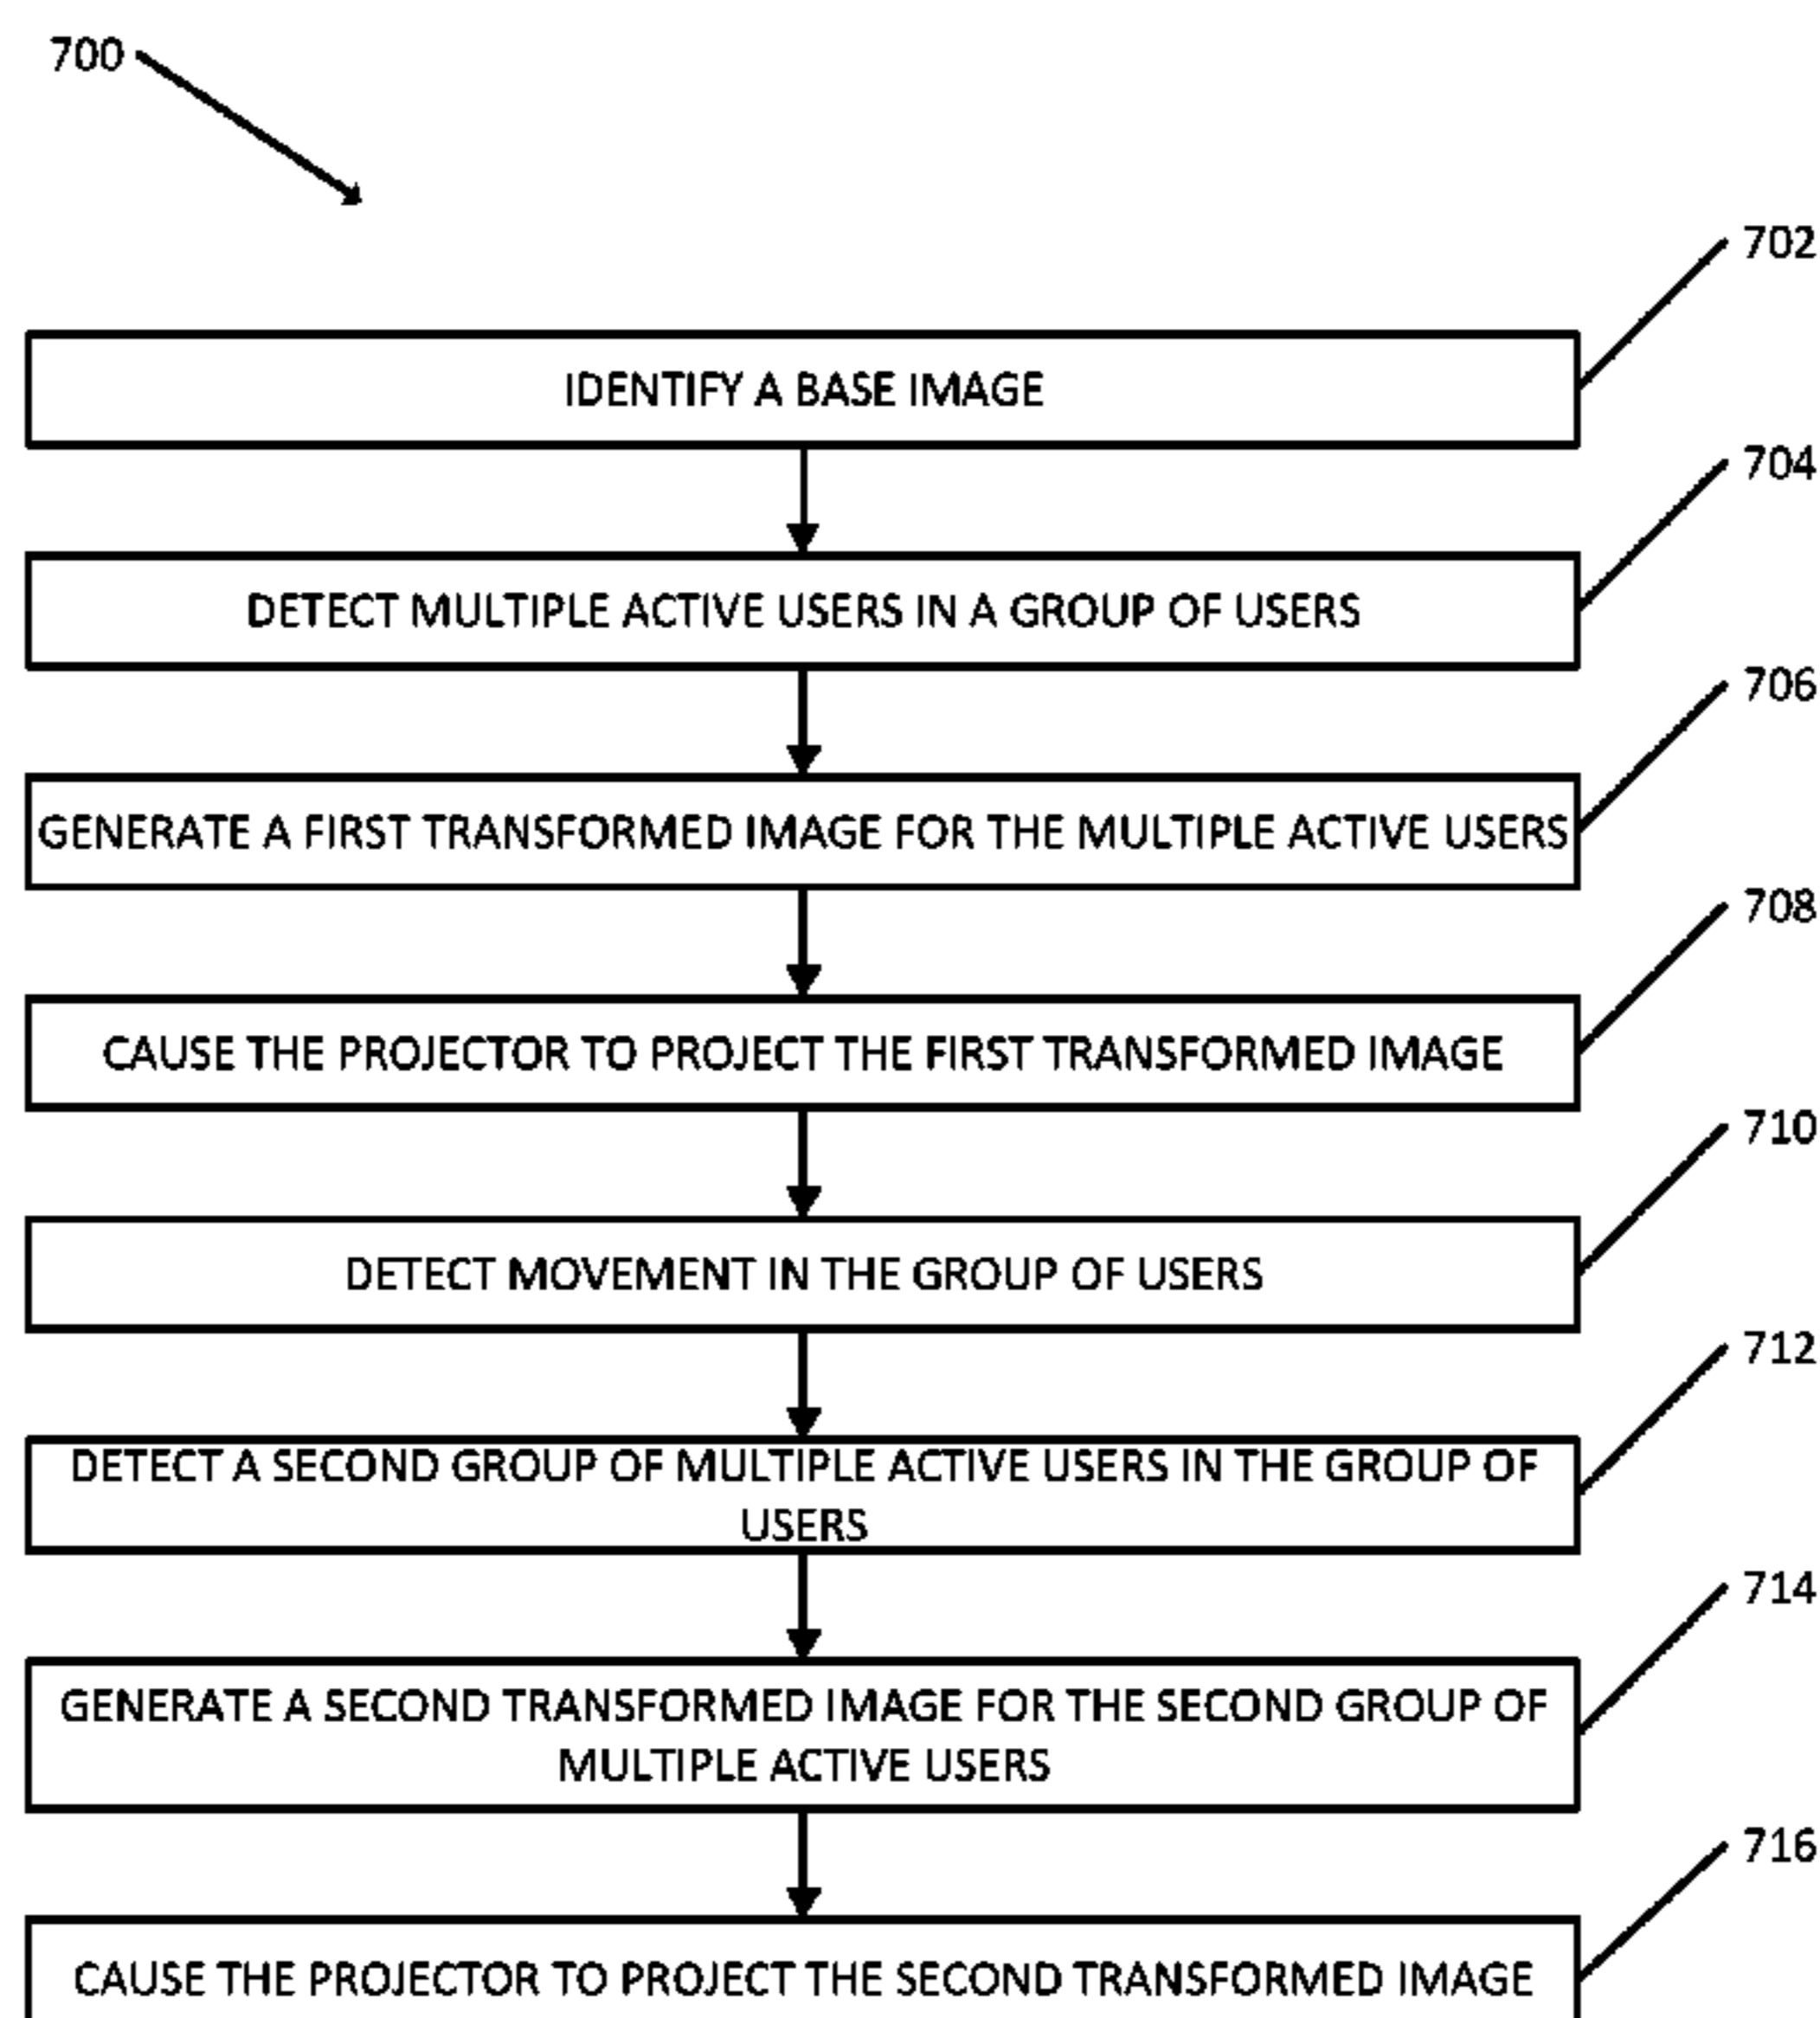 700
702
IDENTIFY A BASE IMAGE
704
DETECT MULTIPLE ACTIVE USERS IN A GROUP OF USERS
706
GENERATE A FIRST TRANSFORMED IMAGE FOR THE MULTIPLE ACTIVE USERS
708
CAUSE THE PROJECTOR TO PROJECT THE FIRST TRANSFORMED IMAGE
710
DETECT MOVEMENT IN THE GROUP OF USERS
712
DETECT A SECOND GROUP OF MULTIPLE ACTIVE USERS IN THE GROUP OF
USERS
714
GENERATE A SECOND TRANSFORMED IMAGE FOR THE SECOND GROUP OF
MULTIPLE ACTIVE USERS
716
CAUSE THE PROJECTOR TO PROJECT THE SECOND TRANSFORMED IMAGE